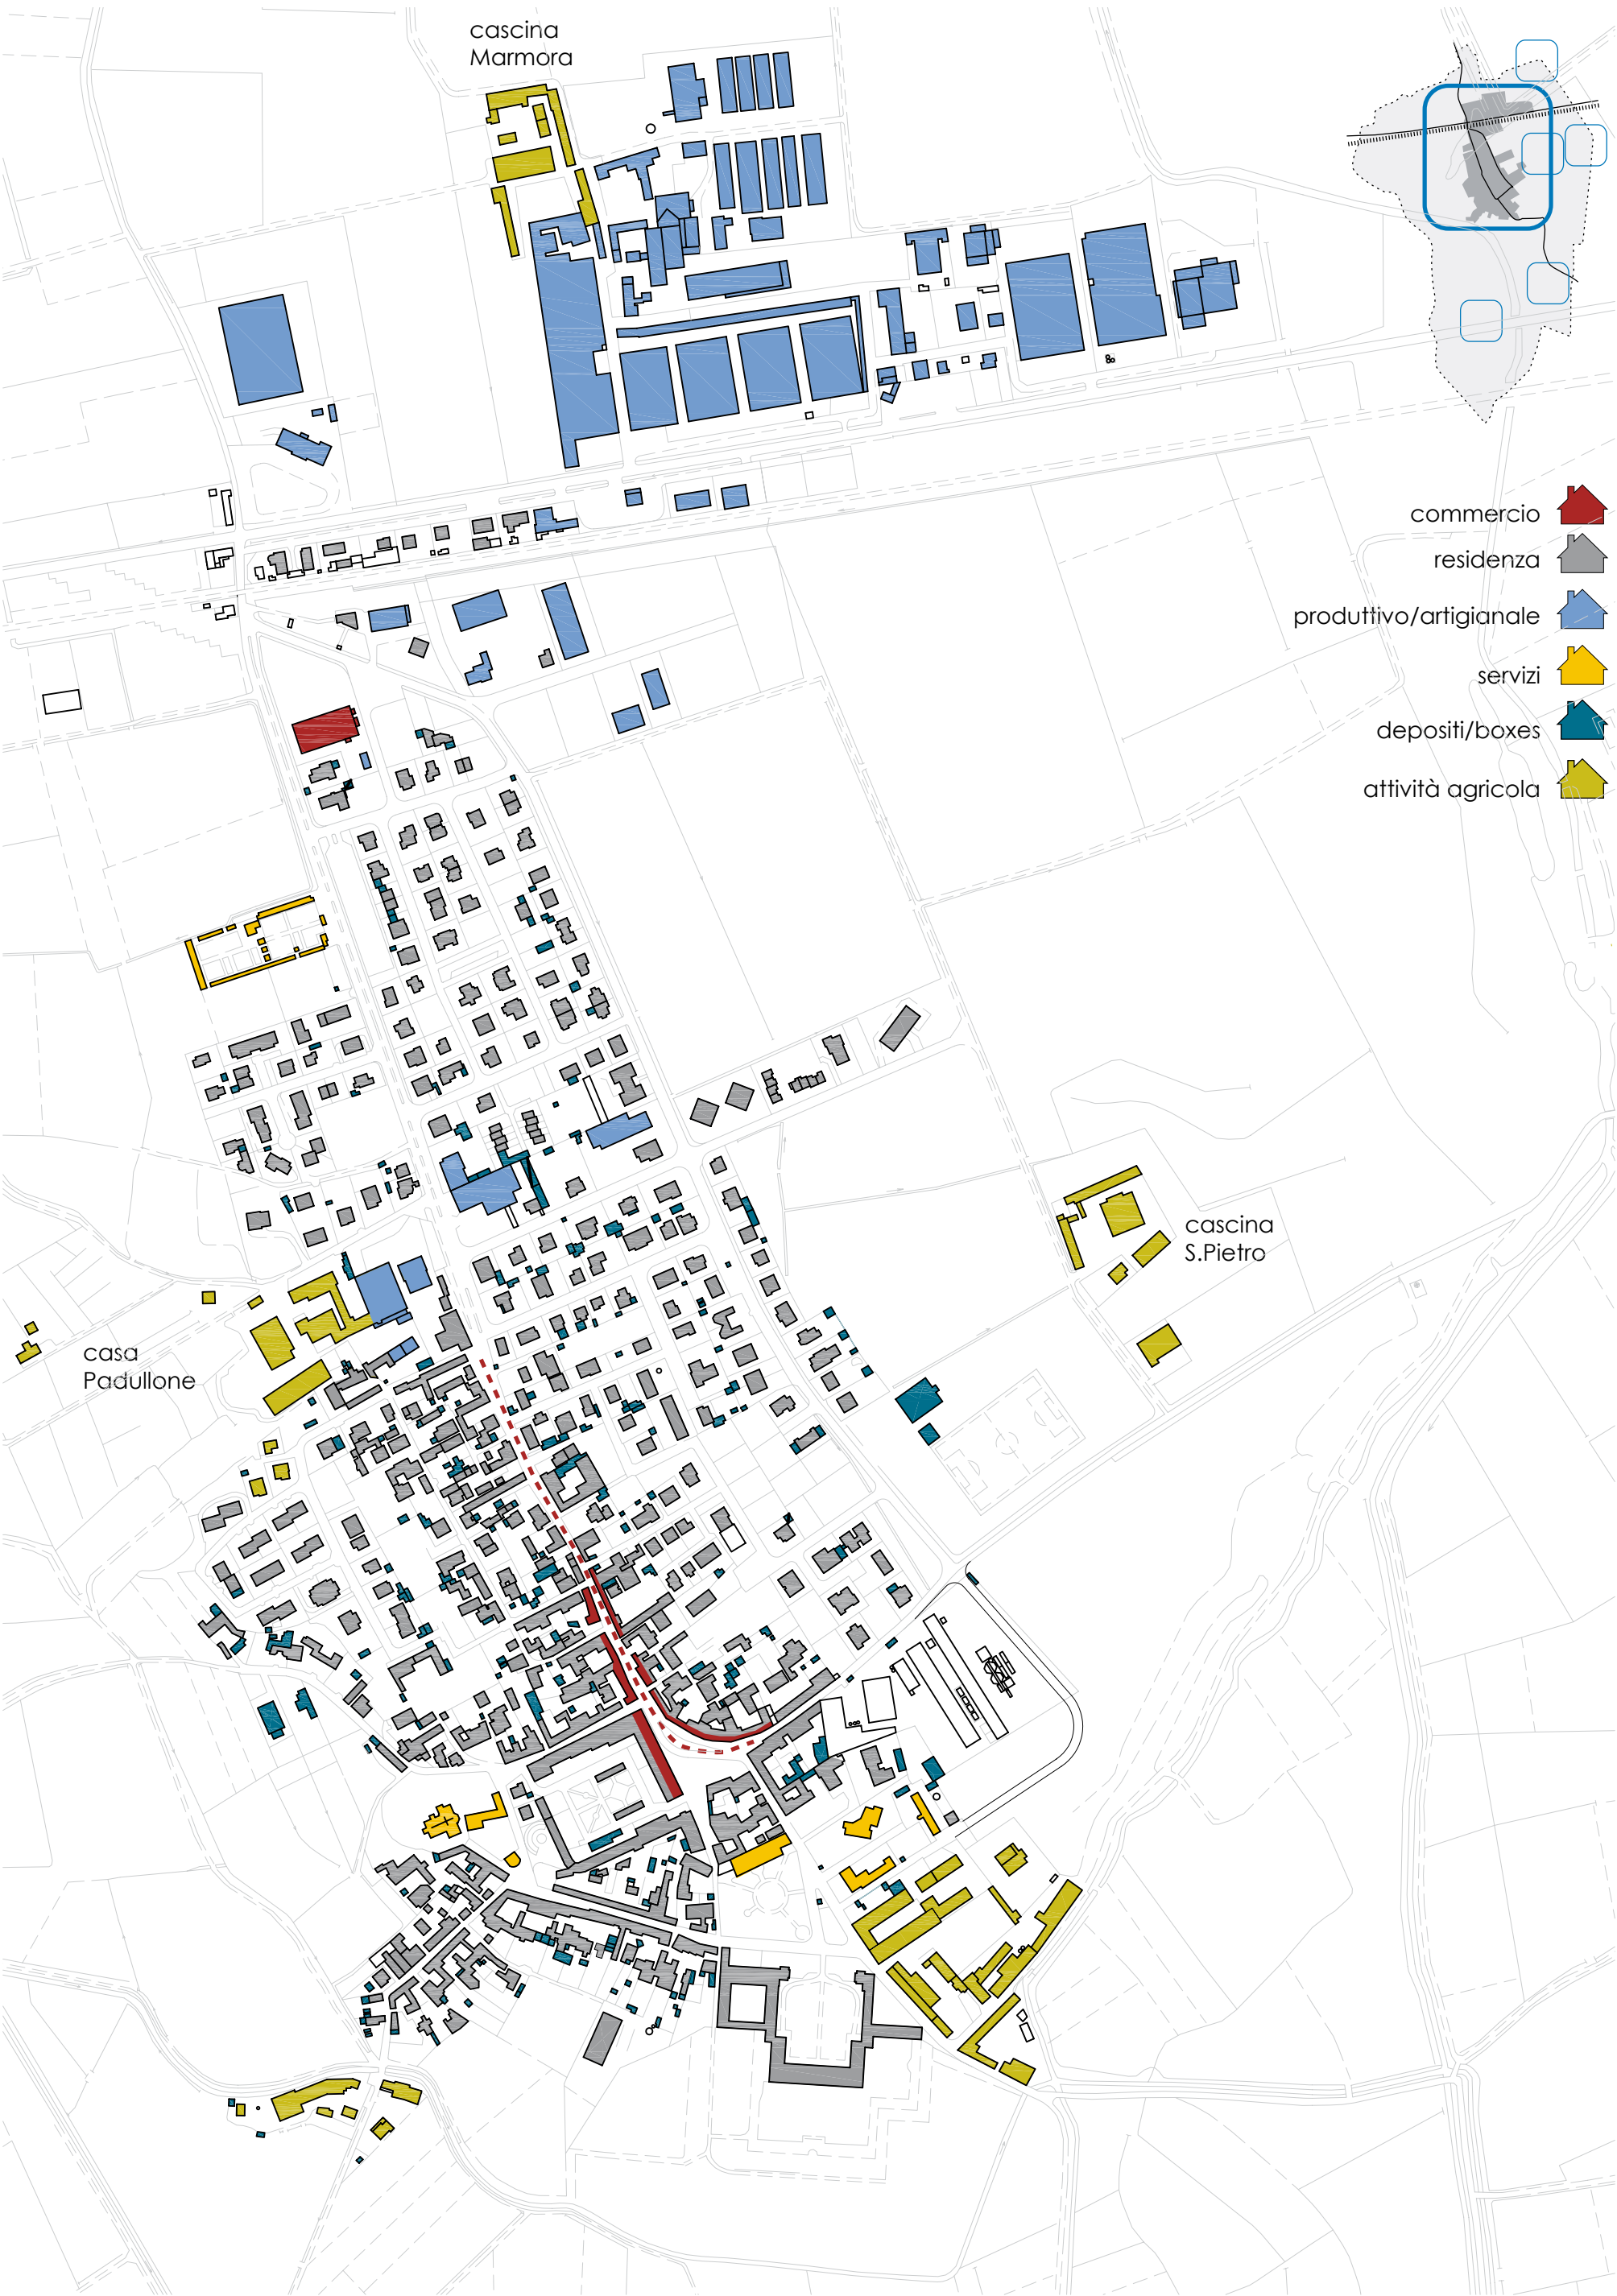 cascina
Marmora
commercio
residenza
produttivo/artigianale
servizi
depositi/boxes
attività agricola
cascina
S.Pietro
casa
Padullone